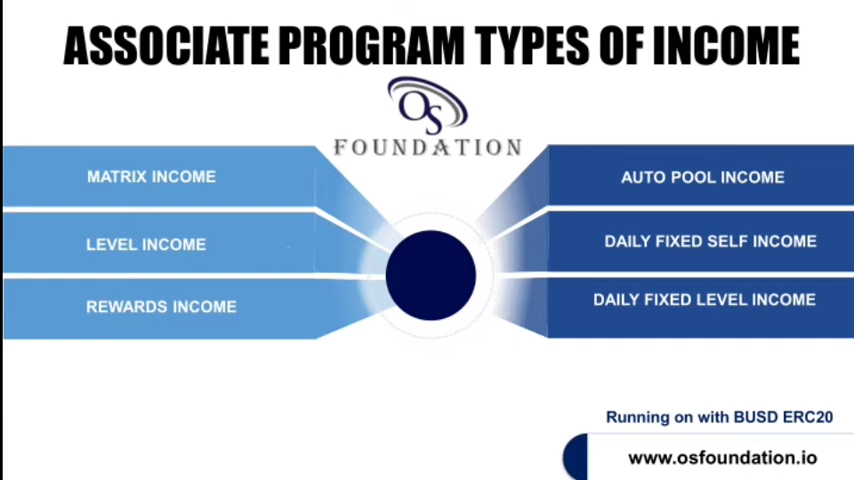 ASSOCIATE PROGRAM TYPES OF INCOME
OS
FOUNDATION
MATRIX INCOME
LEVEL INCOME
REWARDS INCOME
AUTO POOL INCOME
DAILY FIXED SELF INCOME
DAILY FIXED LEVEL INCOME
Running on with BUSD ERC20
www.osfoundation.io